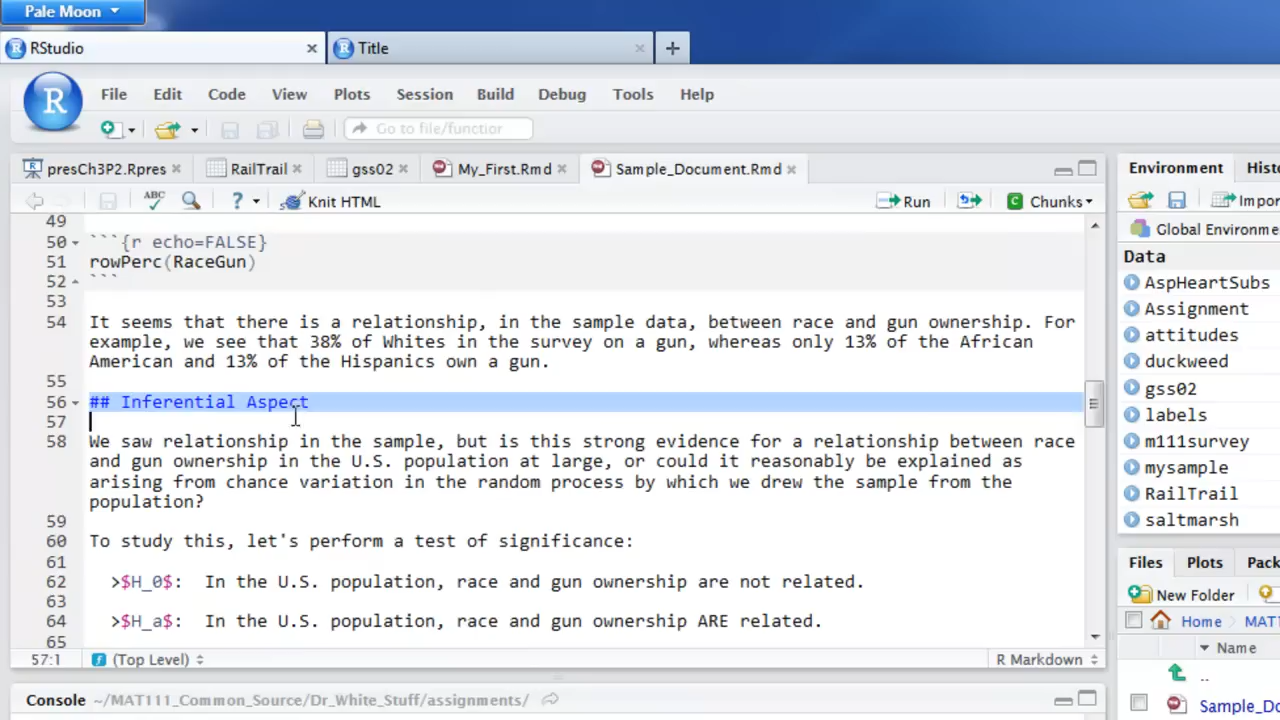 Pale Moon
RStudio
Title
R
File Edit Code View Plots Session Build Debug Tools Help
Go to file/functior
presCh3P2.Rpres RailTrail gss02 My_First.Rmd Sample_Document.Rmd
ABC ? Knit HTML Run C Chunks
49
50 ```{r echo=FALSE}
51 rowPerc(RaceGun)
52 ```
53
54 It seems that there is a relationship, in the sample data, between race and gun ownership. For
example, we see that 38% of Whites in the survey on a gun, whereas only 13% of the African
American and 13% of the Hispanics own a gun.
55
56 ## Inferential Aspect
57
58 We saw relationship in the sample, but is this strong evidence for a relationship between race
and gun ownership in the U.S. population at large, or could it reasonably be explained as
arising from chance variation in the random process by which we drew the sample from the
population?
59
60 To study this, let's perform a test of significance:
61
62 >$H_0$: In the U.S. population, race and gun ownership are not related.
63
64 >$H_a$: In the U.S. population, race and gun ownership ARE related.
65
57:1 (Top Level) R Markdown
Console ~/MAT111_Common_Source/Dr_White_Stuff/assignments/
Environment Histo
Impor
Global Environme
Data
AspHeartSubs
Assignment
attitudes
duckweed
gss02
labels
m111survey
mysample
RailTrail
saltmarsh
Files Plots Pack
New Folder
Home MAT
Name
..
Sample_Do